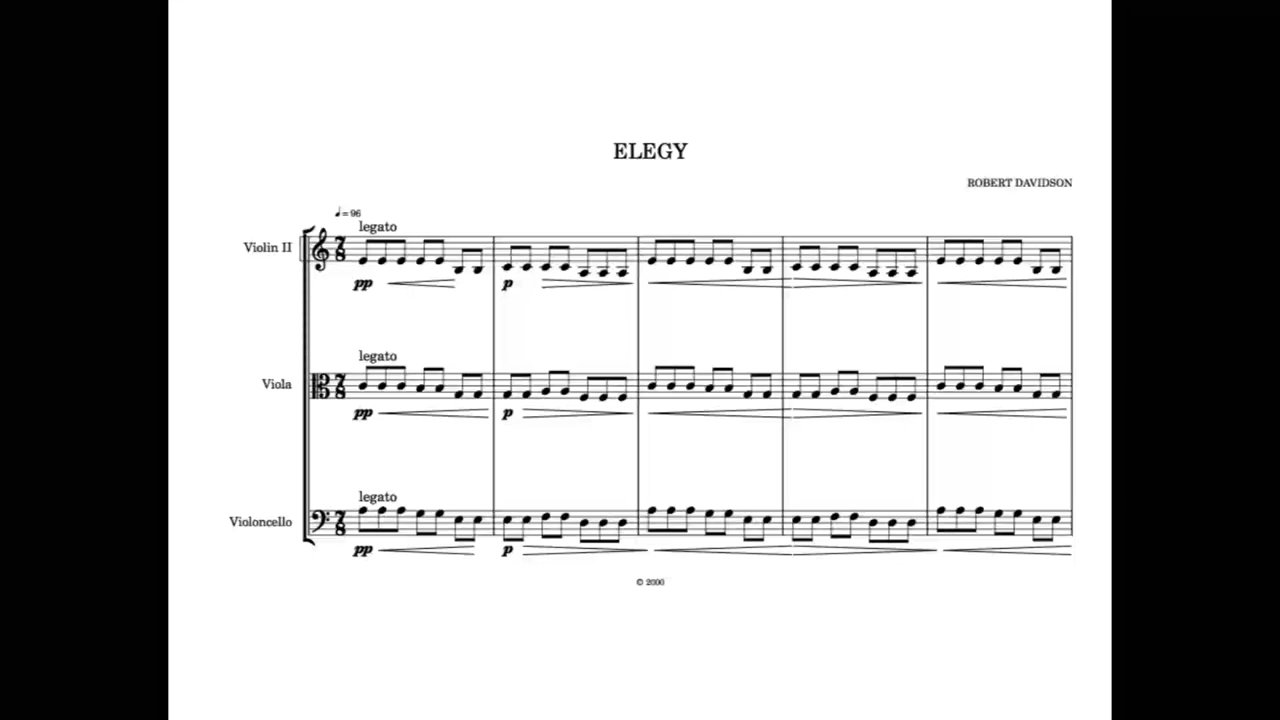 ELEGY
ROBERT DAVIDSON
♩ = 96
legato
Violin II
7/8
pp
p
legato
Viola
7/8
pp
p
legato
Violoncello
7/8
pp
p